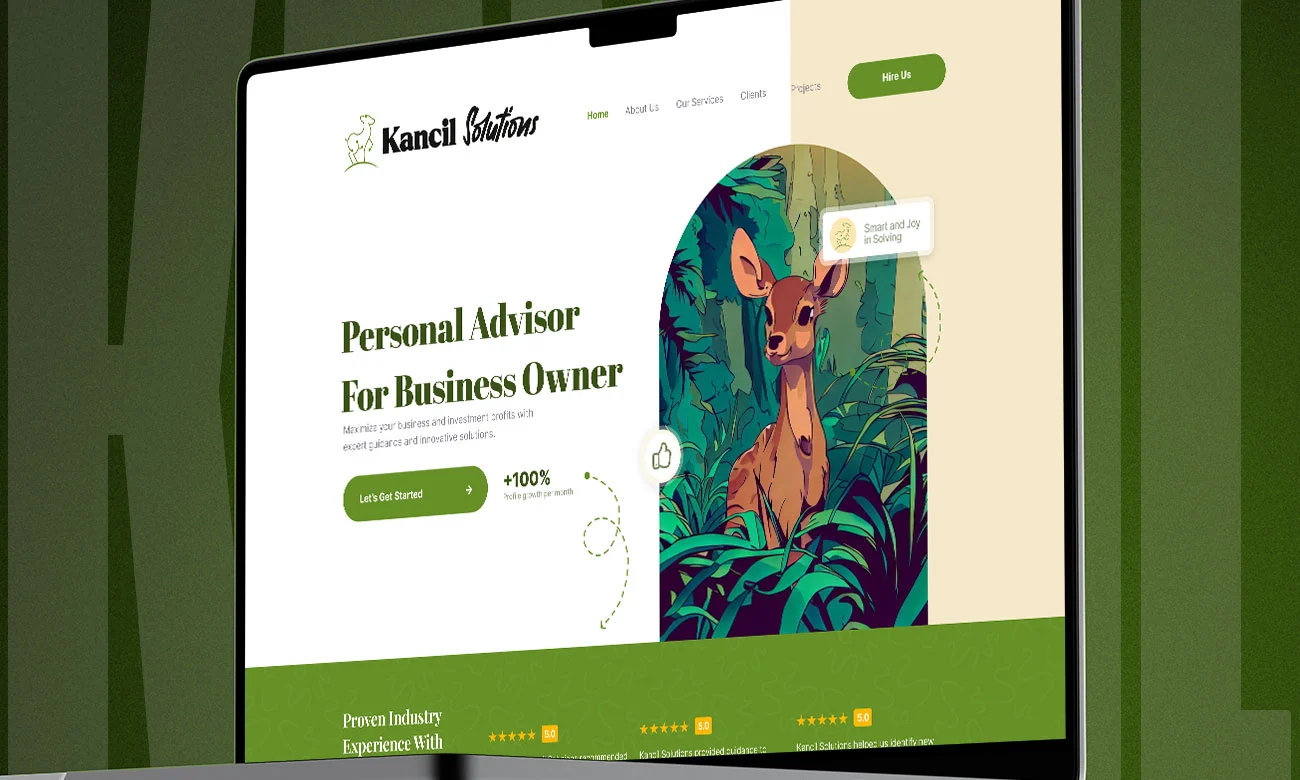 Kancil Solutions
Home
About Us
Our Services
Clients
Projects
Hire Us
Smart and Joy
in Solving
Personal Advisor
For Business Owner
Maximize your business and investment profits with
expert guidance and innovative solutions.
Let's Get Started
+100%
Profile growth per month
Proven Industry
Experience With
5.0
recommended
5.0
Kancil Solutions provided guidance to
5.0
Kancil Solutions helped us identify new